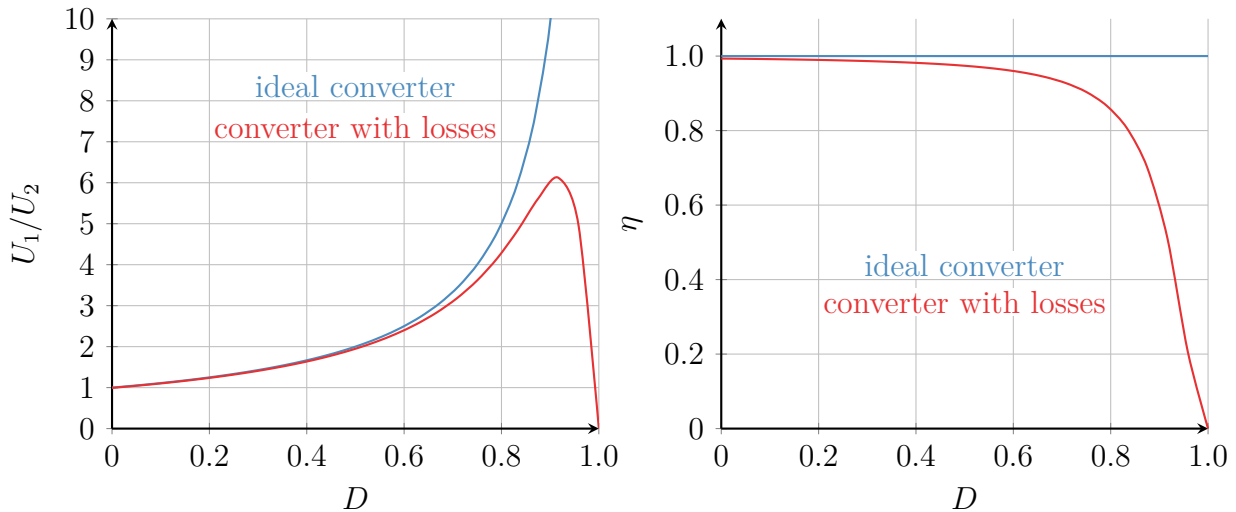 10
9
8
7
6
5
4
3
2
1
0
U1/U2
ideal converter
converter with losses
0 0.2 0.4 0.6 0.8 1.0
D
1.0
0.8
0.6
0.4
0.2
0
η
ideal converter
converter with losses
0 0.2 0.4 0.6 0.8 1.0
D